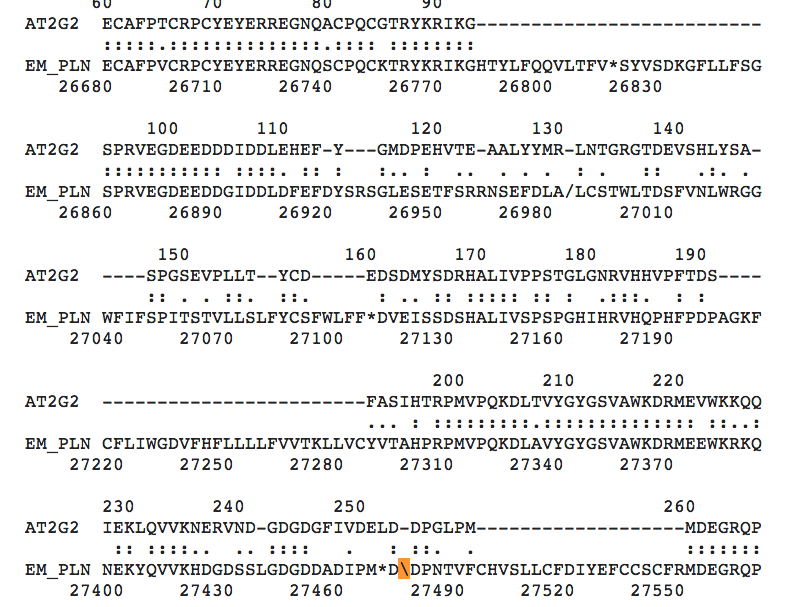 60 70 80 90
AT2G2 ECAFPTCRPCYEYERREGNQACPQCGTRYKRIKG---------------------------
:::::.::::::::::::::.::::: :::::::::
EM_PLN ECAFPVCRPCYEYERREGNQSCPQCKTRYKRIKGHTYLFQQVLTFV*SYVSDKGFLLFSG
26680 26710 26740 26770 26800 26830
100 110 120 130 140
AT2G2 SPRVEGDEEDDDIDDLEHEF-Y---GMDPEHVTE-AALYYMR-LNTGRGTDEVSHLYSA-
::::::::::: ::::. :: : :.. : . . . . : . : .: .
EM_PLN SPRVEGDEEDDGIDDLDFEFDYSRSGLESETFSRRNSEFDLA/LCSTWLTDSFVNLWRGG
26860 26890 26920 26950 26980 27010
150 160 170 180 190
AT2G2 ----SPGSEVPLLT--YCD-----EDSDMYSDRHALIVPPSTGLGNRVHHVPFTDS----
:: . . ::. ::. : .. :: ::::: :: : .:::. : .
EM_PLN WFIFSPITSTVLLSLFYCSFWLFF*DVEISSDSHALIVSPSPGHIHRVHQPHFPDPAGKF
27040 27070 27100 27130 27160 27190
200 210 220
AT2G2 -------------------------FASIHTRPMVPQKDLTVYGYGSVAWKDRMEVWKKQQ
... : :::::::::.:::::::::::::: ::..:
EM_PLN CFLIWGDVFHFLLLLFVVTKLLVCYVTAHPRPMVPQKDLAVYGYGSVAWKDRMEEWKRKQ
27220 27250 27280 27310 27340 27370
230 240 250 260
AT2G2 IEKLQVVKNERVND-GDGDGFIVDELD-DPGLPM--------------------MDEGRQP
:: ::::.. .. :::: . : ::. . :::::::
EM_PLN NEKYQVVKHDGDSSLGDGDDADIPM*D\DPNTVFCHVSLLCFDIYEFCCSCFRMDEGRQP
27400 27430 27460 27490 27520 27550